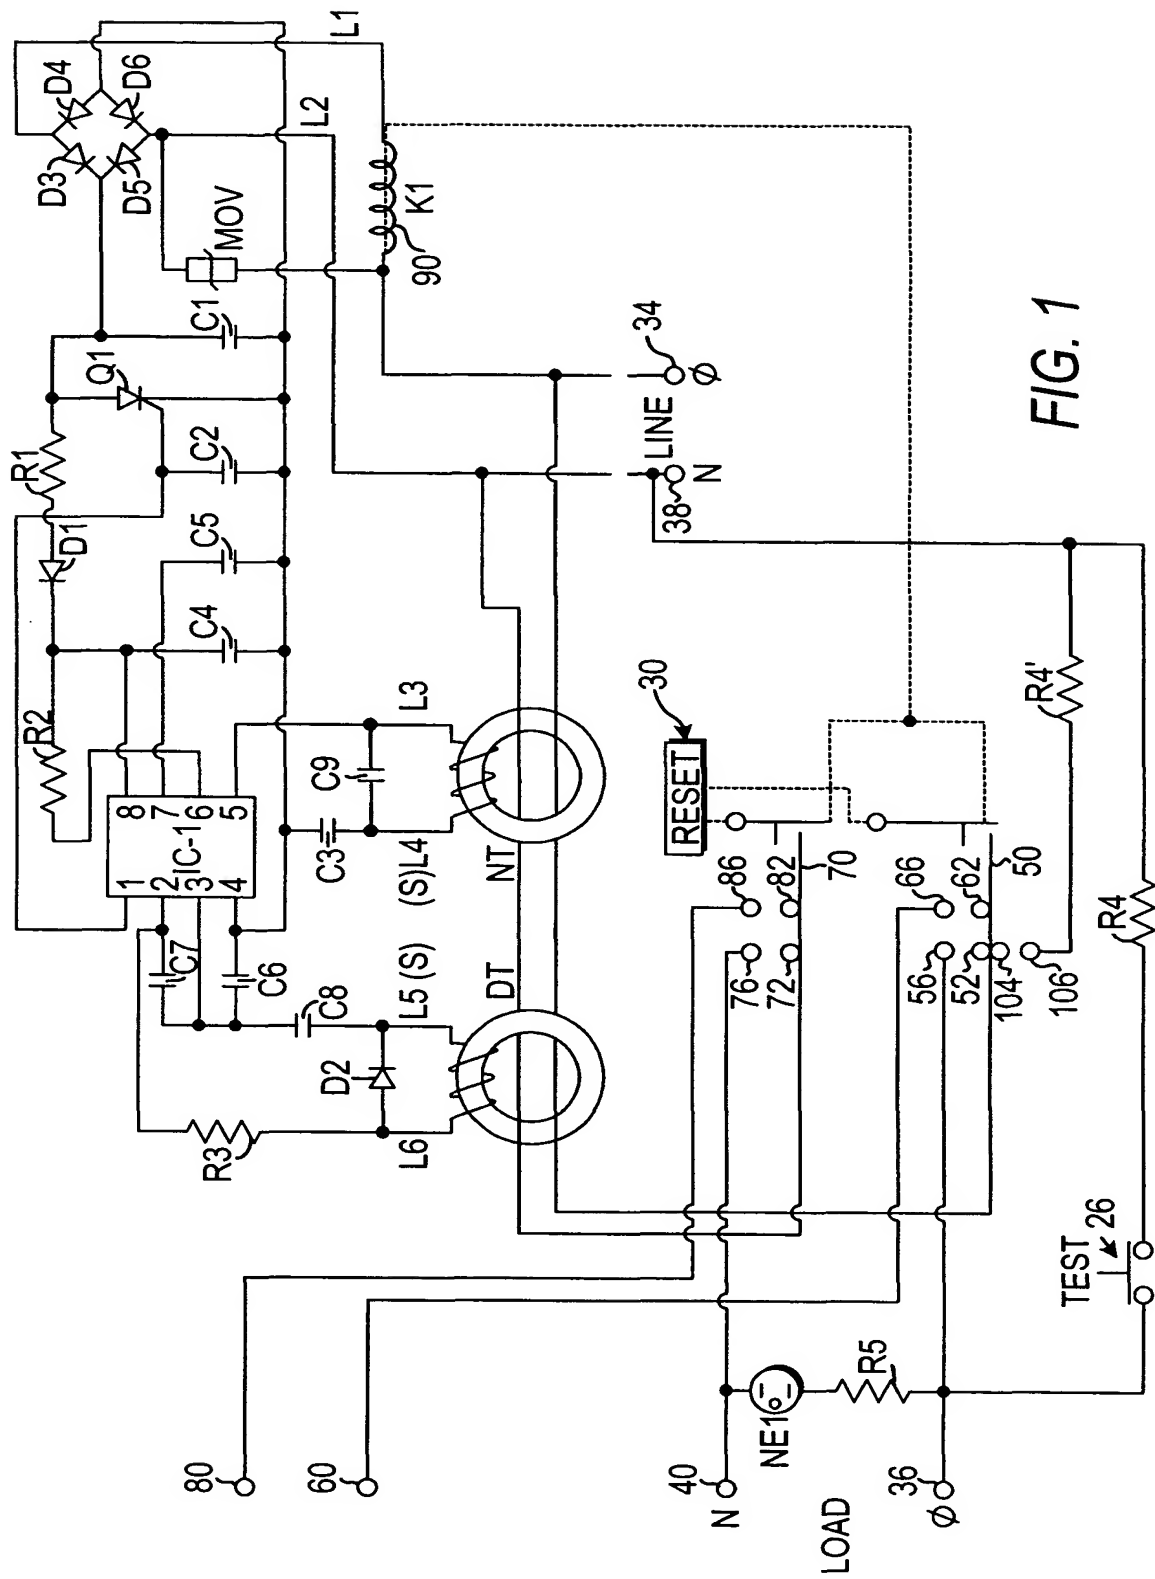 L1
D4
D6
D3
D5
L2
MOV
K1
90
C1
Q1
R1
C2
D1
C5
C4
R2
8
7
6
5
IC-1
1
2
3
4
C7
C6
C8
C3
C9
L3
(S)L4
NT
L5 (S)
DT
D2
L6
R3
34
Φ
LINE
38
N
FIG. 1
30
RESET
86
82
70
76
72
66
62
50
56
52
104
106
R4'
R4
TEST
26
80
60
40
N
NE1
R5
36
Φ
LOAD